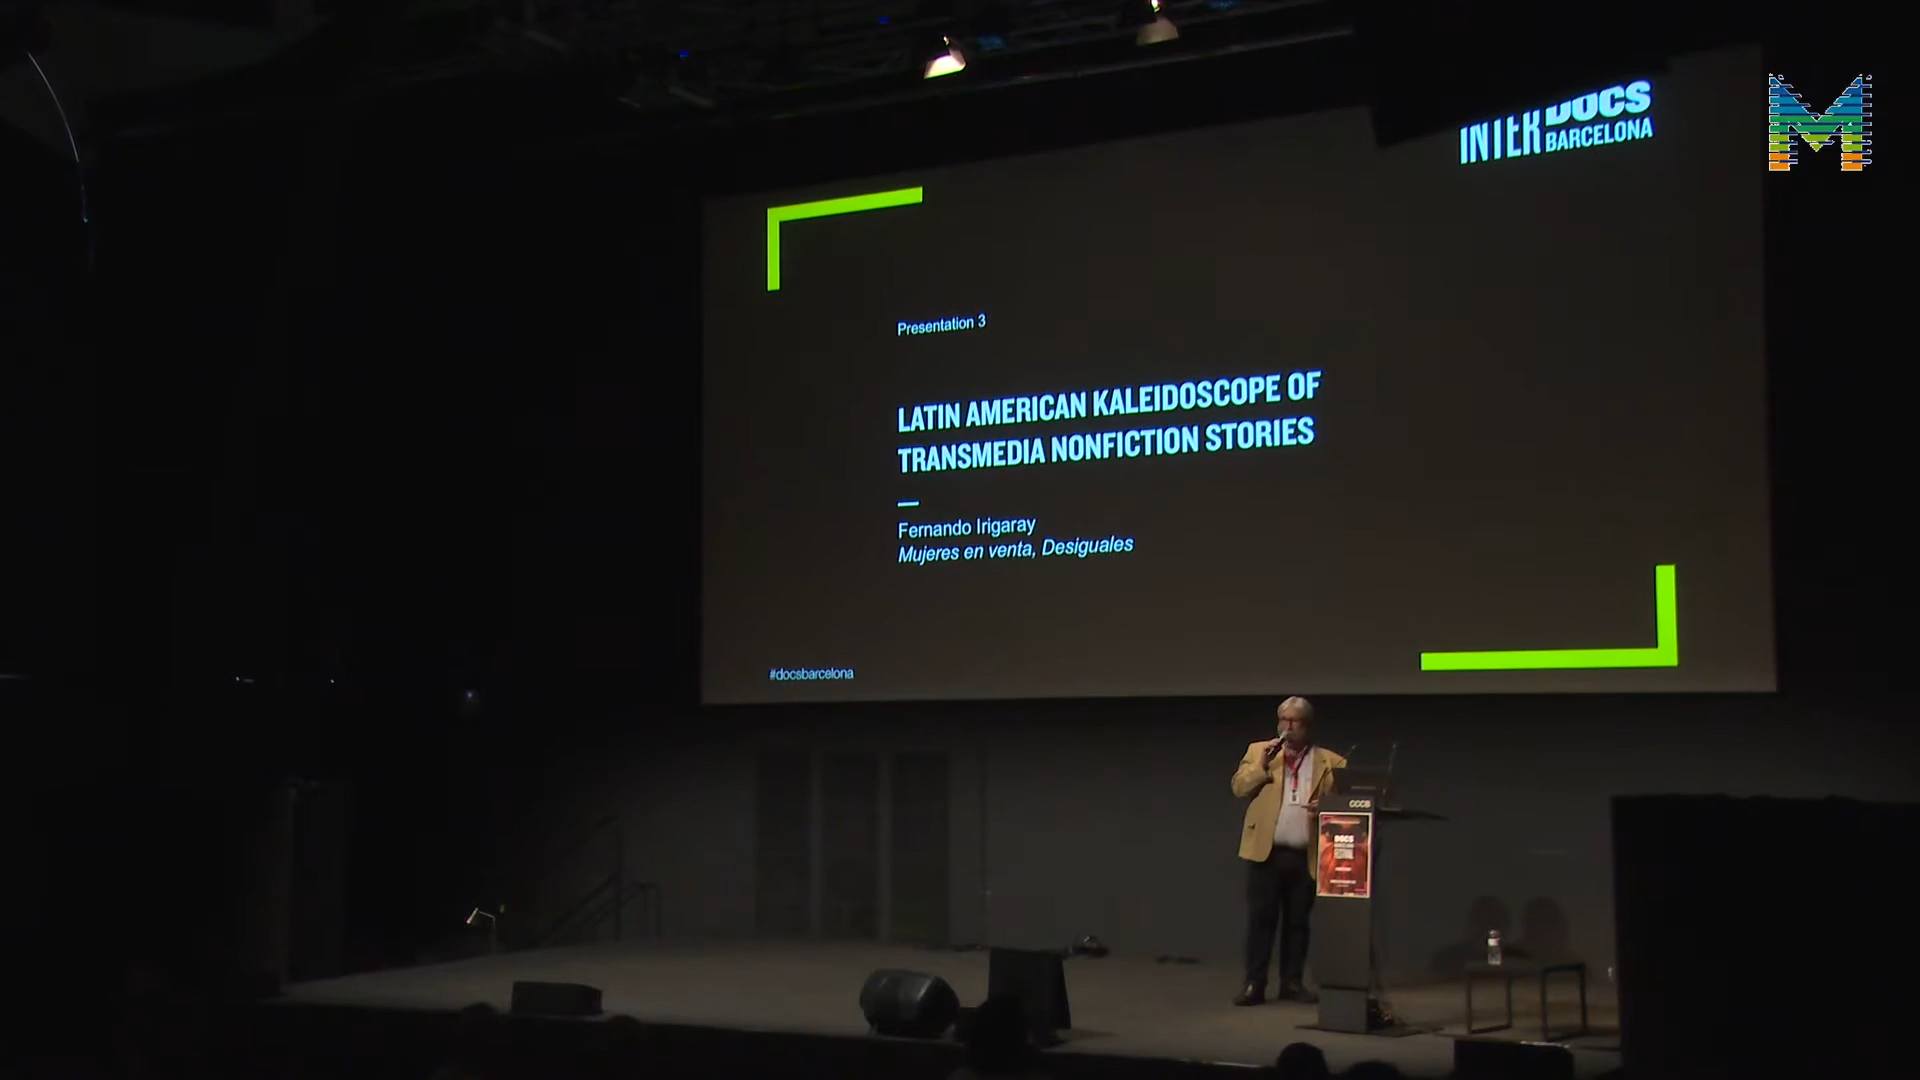 INTER DOCS
BARCELONA
Presentation 3
LATIN AMERICAN KALEIDOSCOPE OF
TRANSMEDIA NONFICTION STORIES
Fernando Irigaray
Mujeres en venta, Desiguales
#docsbarcelona
CCCB
DOCS
M